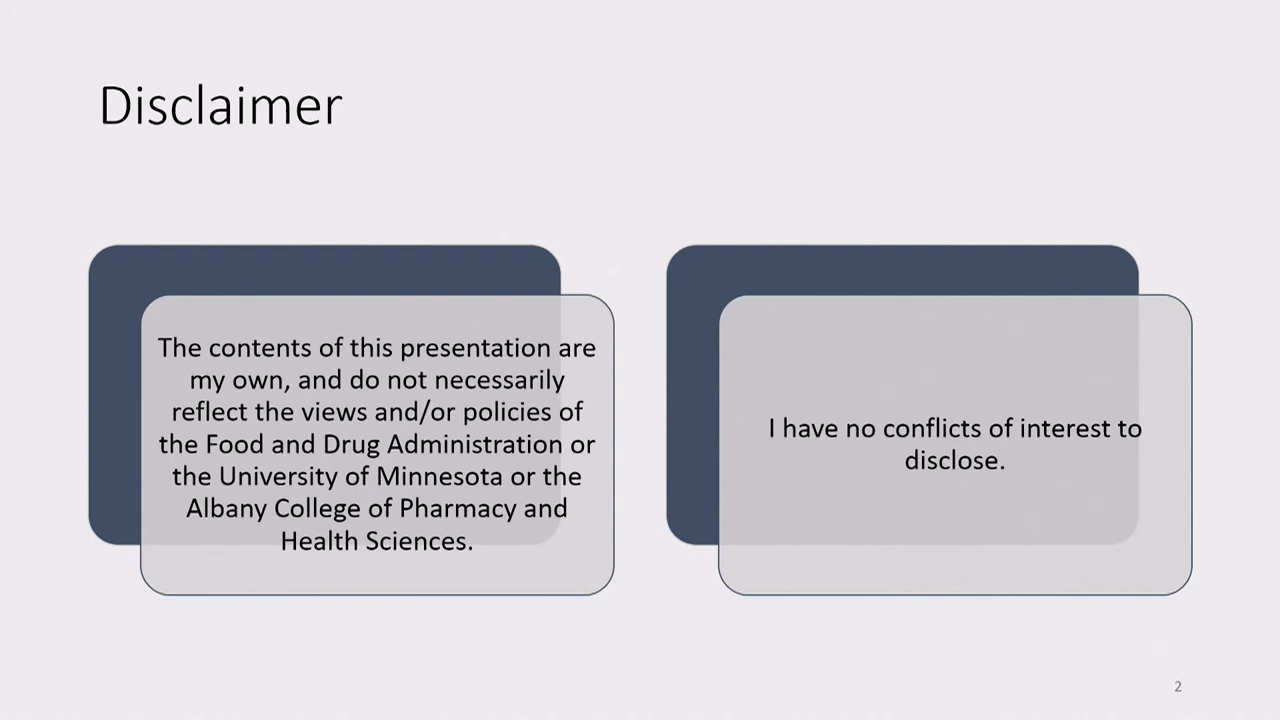 Disclaimer
The contents of this presentation are
my own, and do not necessarily
reflect the views and/or policies of
the Food and Drug Administration or
the University of Minnesota or the
Albany College of Pharmacy and
Health Sciences.
I have no conflicts of interest to
disclose.
2